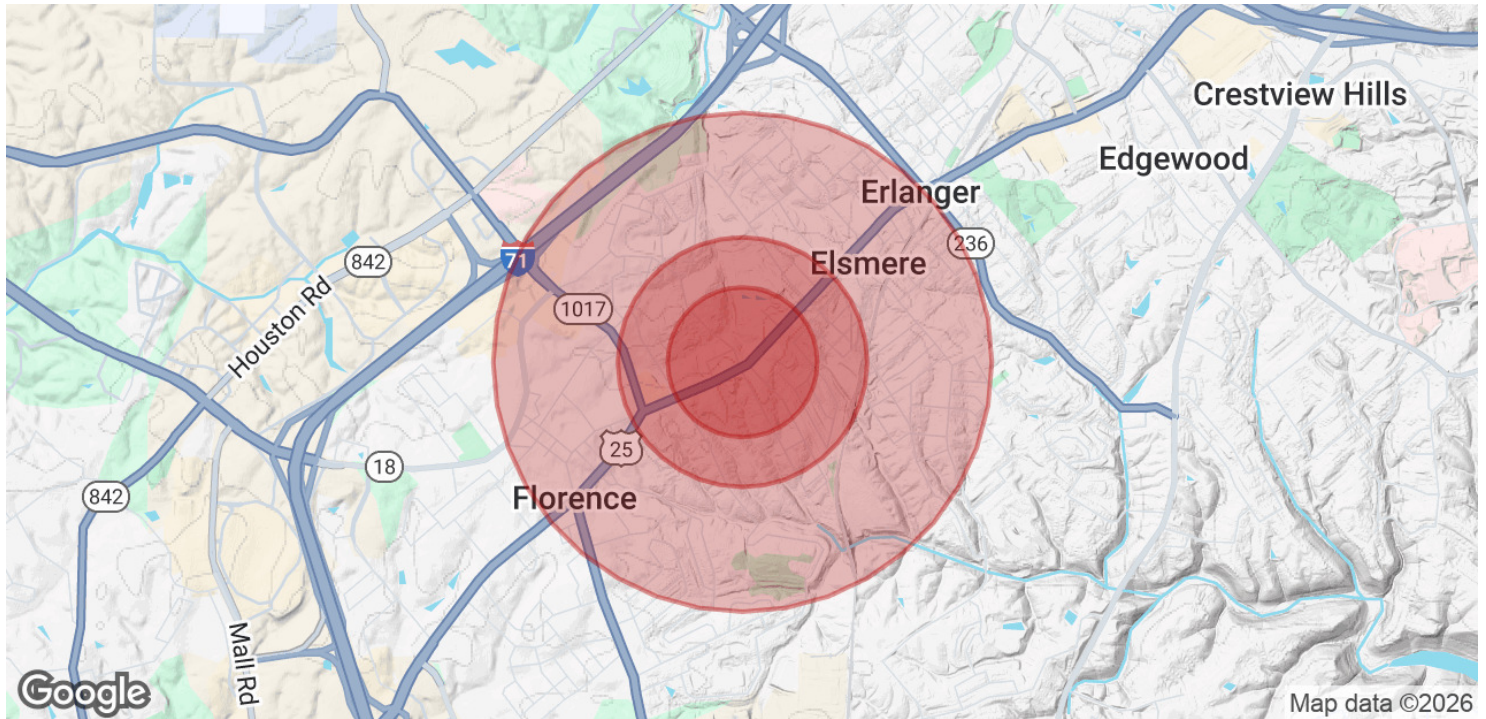 Crestview Hills
Edgewood
Erlanger
236
Elsmere
842
71
Houston Rd
1017
25
18
842
Florence
Mall Rd
Google
Map data ©2026